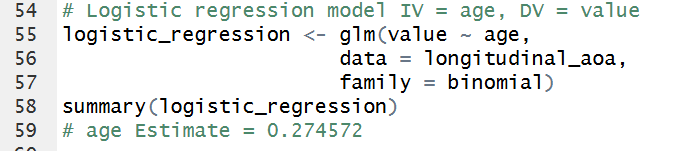 54 # Logistic regression model IV = age, DV = value
55 logistic_regression <- glm(value ~ age,
56 data = longitudinal_aoa,
57 family = binomial)
58 summary(logistic_regression)
59 # age Estimate = 0.274572